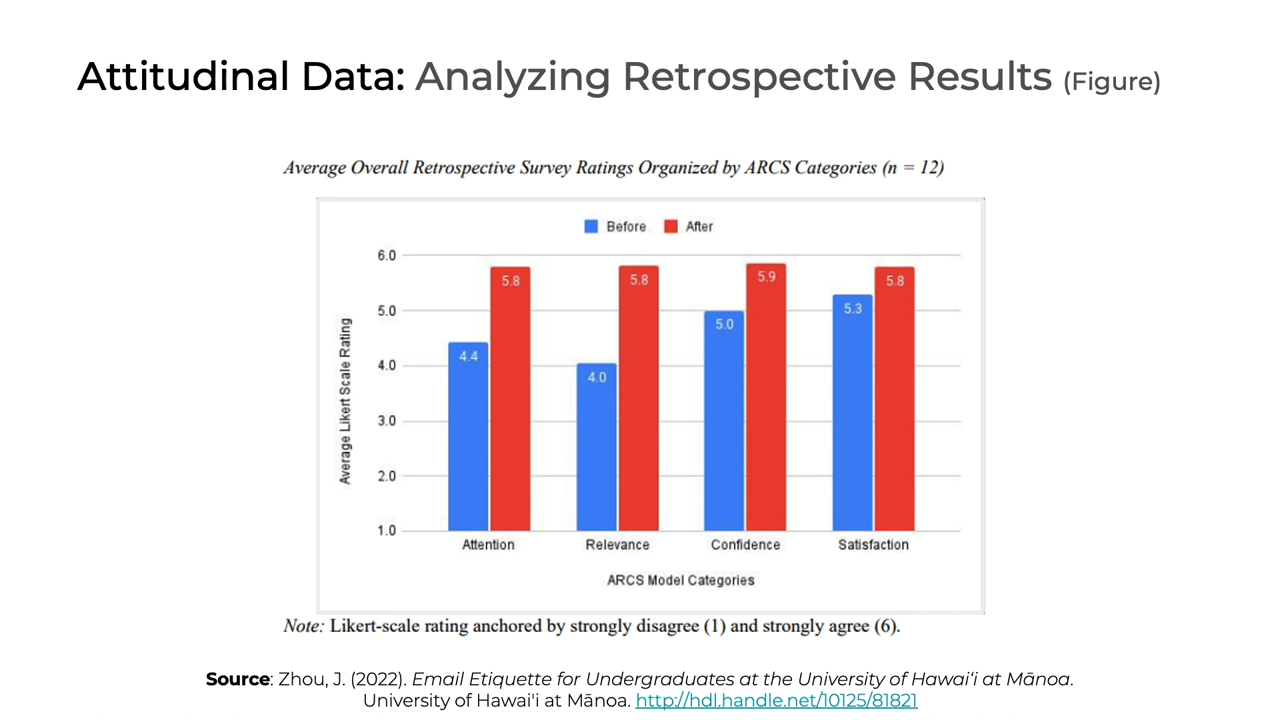 Attitudinal Data: Analyzing Retrospective Results (Figure)
Average Overall Retrospective Survey Ratings Organized by ARCS Categories (n = 12)
Before After
6.0
5.0
4.0
3.0
2.0
1.0
Average Likert Scale Rating
4.4 5.8 4.0 5.8 5.0 5.9 5.3 5.8
Attention Relevance Confidence Satisfaction
ARCS Model Categories
Note: Likert-scale rating anchored by strongly disagree (1) and strongly agree (6).
Source: Zhou, J. (2022). Email Etiquette for Undergraduates at the University of Hawaiʻi at Mānoa.
University of Hawai'i at Mānoa. http://hdl.handle.net/10125/81821